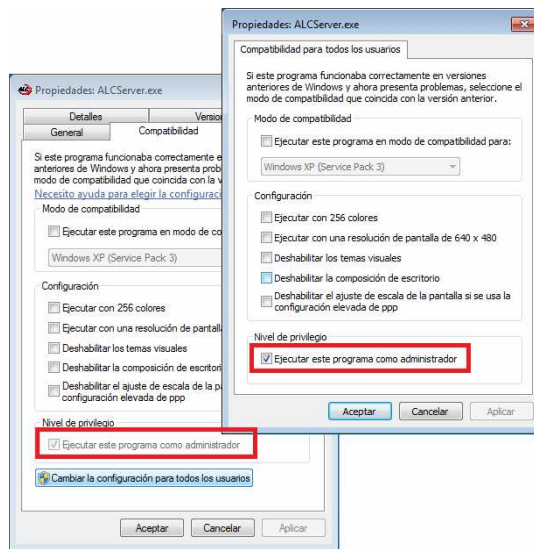 Propiedades: ALCServer.exe
Compatibilidad para todos los usuarios
Si este programa funcionaba correctamente en versiones
anteriores de Windows y ahora presenta problemas, seleccione el
modo de compatibilidad que coincida con la versión anterior.
Modo de compatibilidad
Ejecutar este programa en modo de compatibilidad para:
Windows XP (Service Pack 3)
Configuración
Ejecutar con 256 colores
Ejecutar con una resolución de pantalla de 640 x 480
Deshabilitar los temas visuales
Deshabilitar la composición de escritorio
Deshabilitar el ajuste de escala de la pantalla si se usa la
configuración elevada de ppp
Nivel de privilegio
Ejecutar este programa como administrador
Aceptar Cancelar Aplicar
Propiedades: ALCServer.exe
Detalles Version
General Compatibilidad
Si este programa funcionaba correctamente e
anteriores de Windows y ahora presenta prob
modo de compatibilidad que coincida con la v
Necesito ayuda para elegir la configuraci
Modo de compatibilidad
Ejecutar este programa en modo de co
Windows XP (Service Pack 3)
Configuración
Ejecutar con 256 colores
Ejecutar con una resolución de pantall
Deshabilitar los temas visuales
Deshabilitar la composición de escritori
Deshabilitar el ajuste de escala de la pa
configuración elevada de ppp
Nivel de privilegio
Ejecutar este programa como administrador
Cambiar la configuración para todos los usuarios
Aceptar Cancelar Aplicar